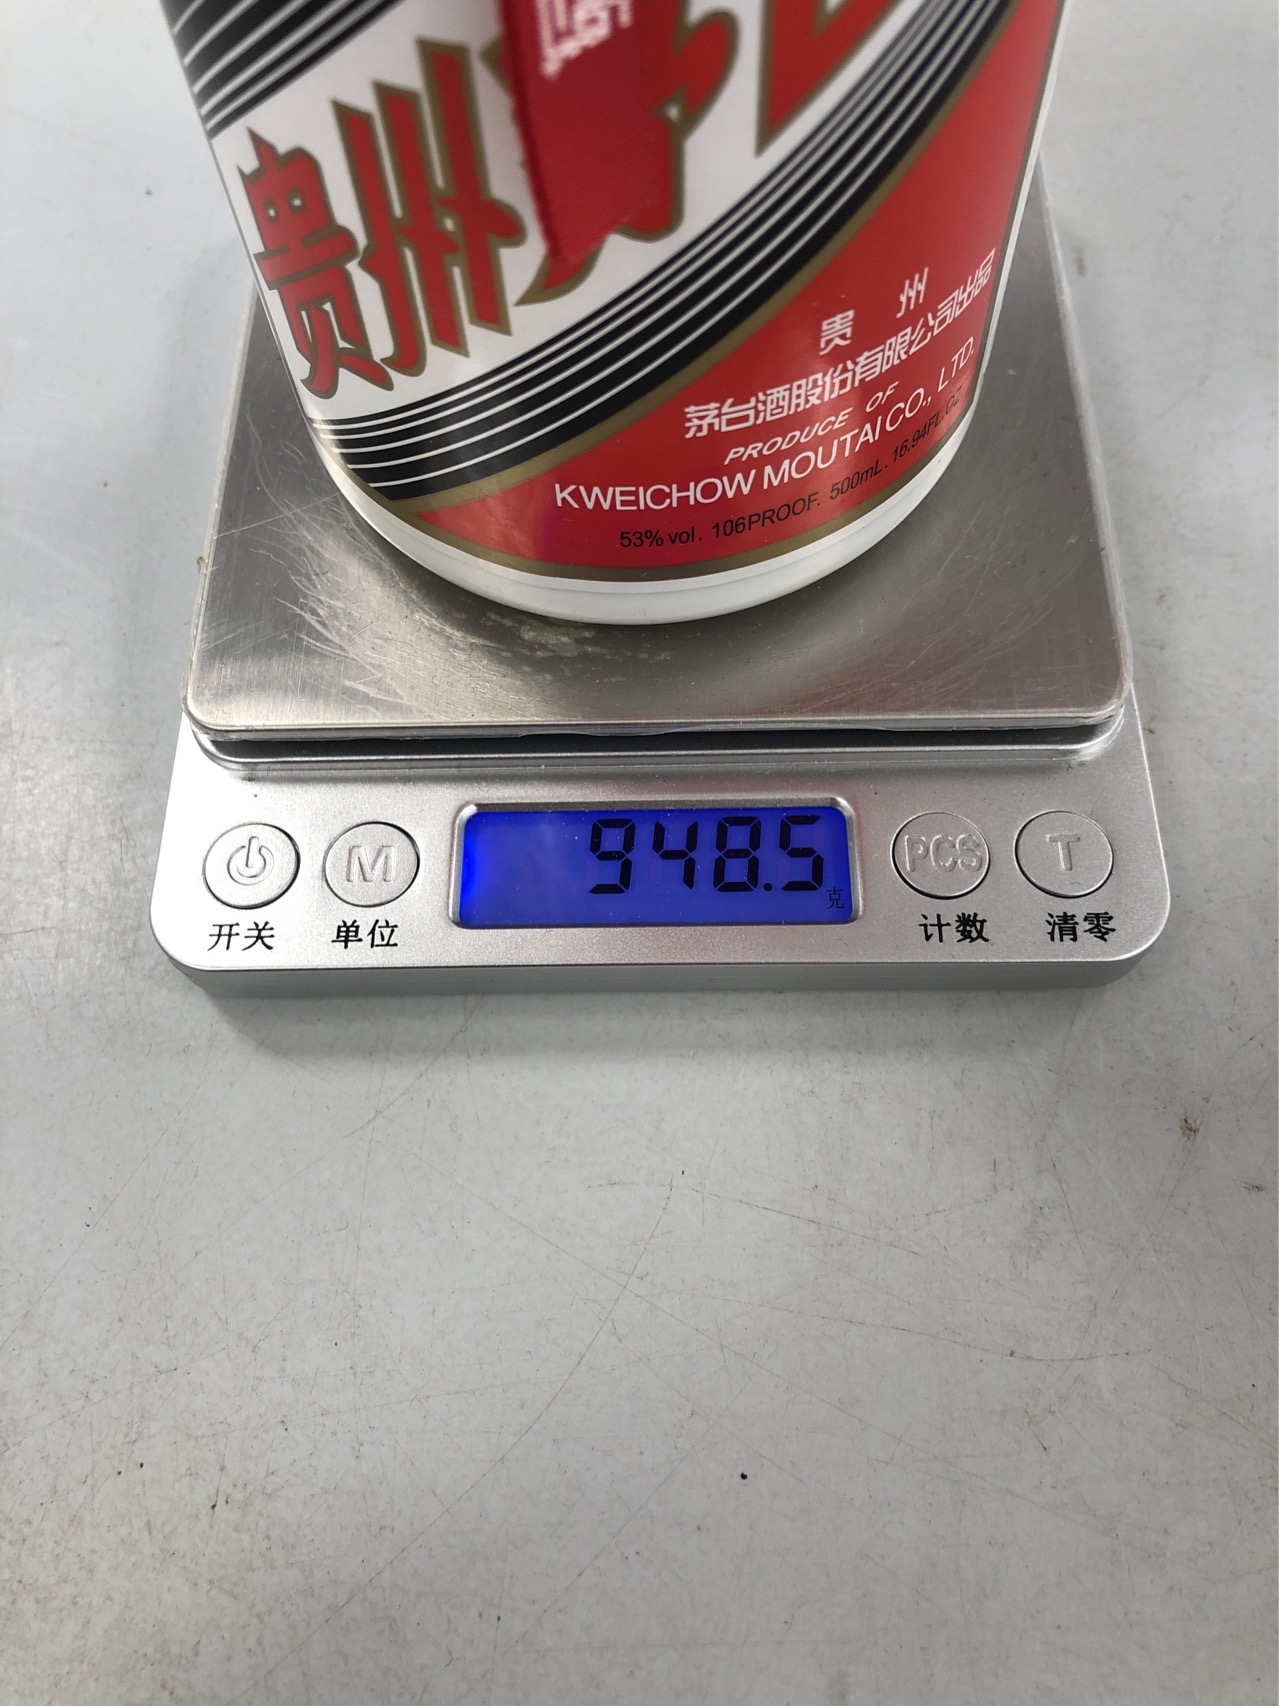 贵州茅
贵州
茅台酒股份有限公司出品
PRODUCE OF
KWEICHOW MOUTAI CO., LTD.
53% vol. 106PROOF. 500mL. 16.94FL.OZ
948.5
克
M
PCS
T
开关
单位
计数
清零